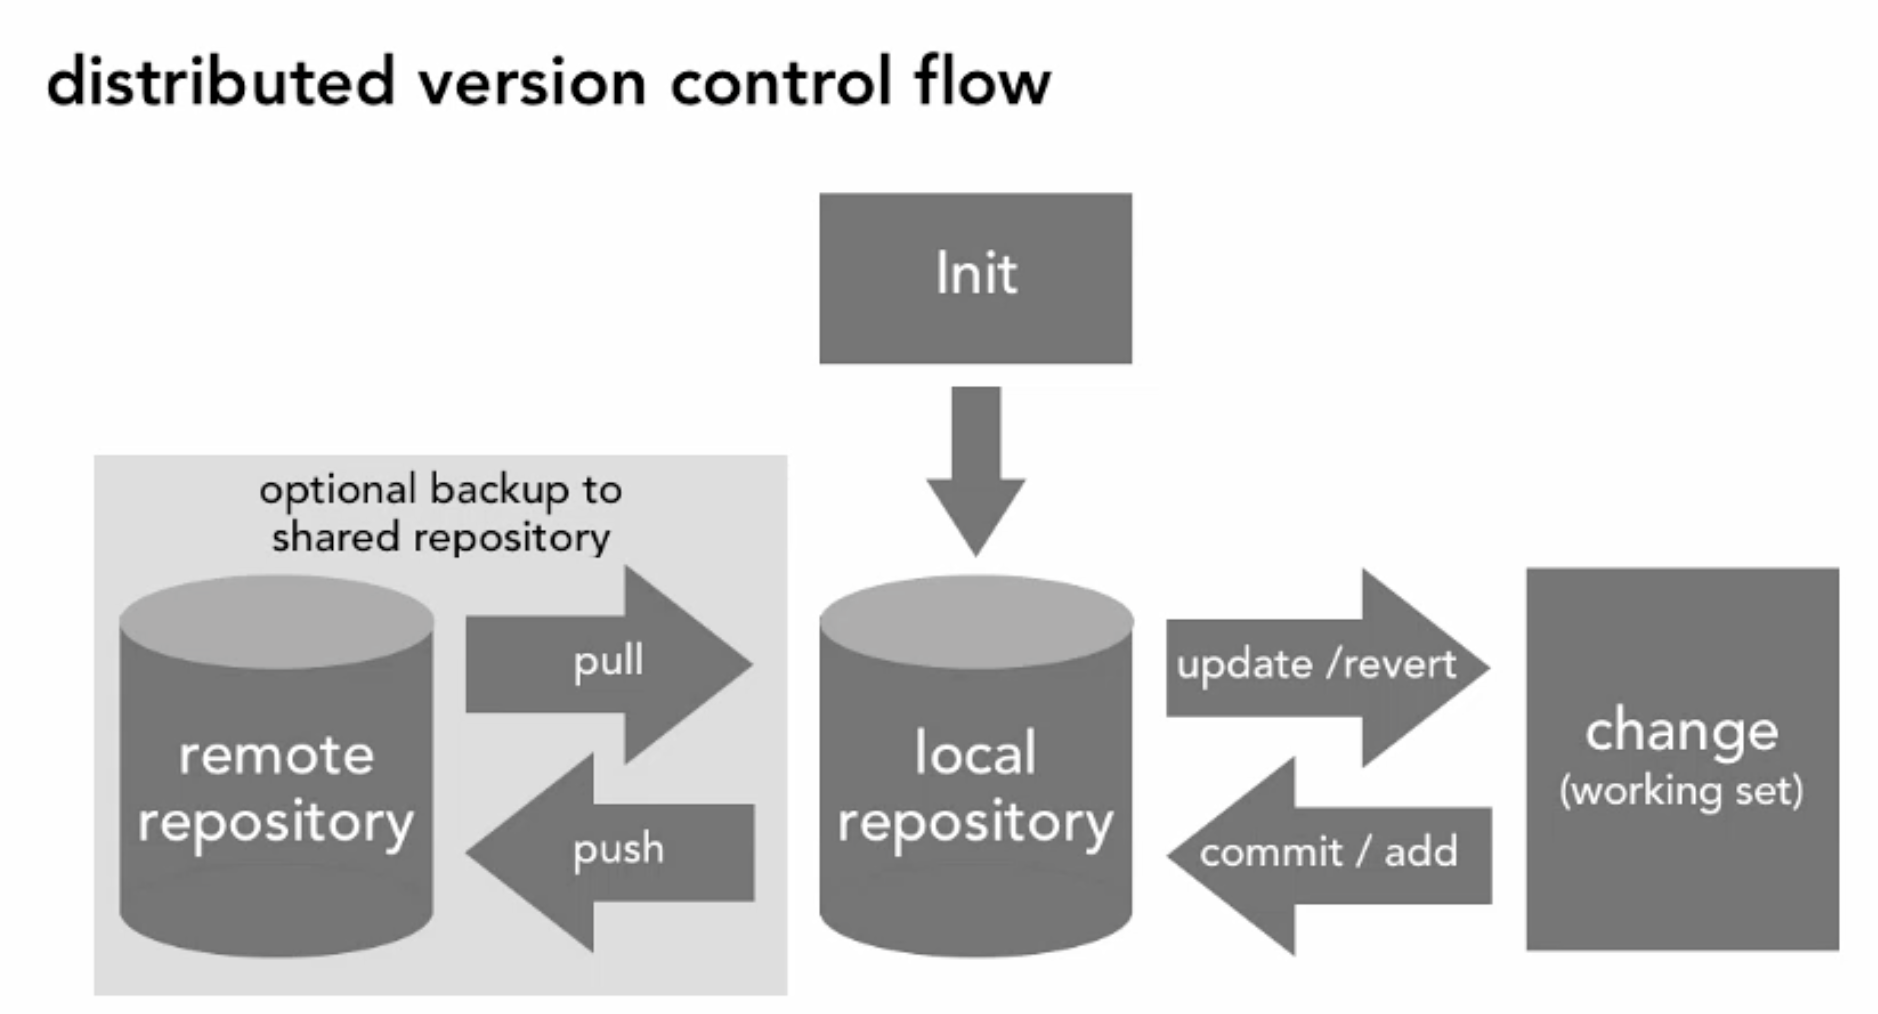 distributed version control flow
Init
optional backup to
shared repository
pull
push
remote
repository
local
repository
update /revert
commit / add
change
(working set)